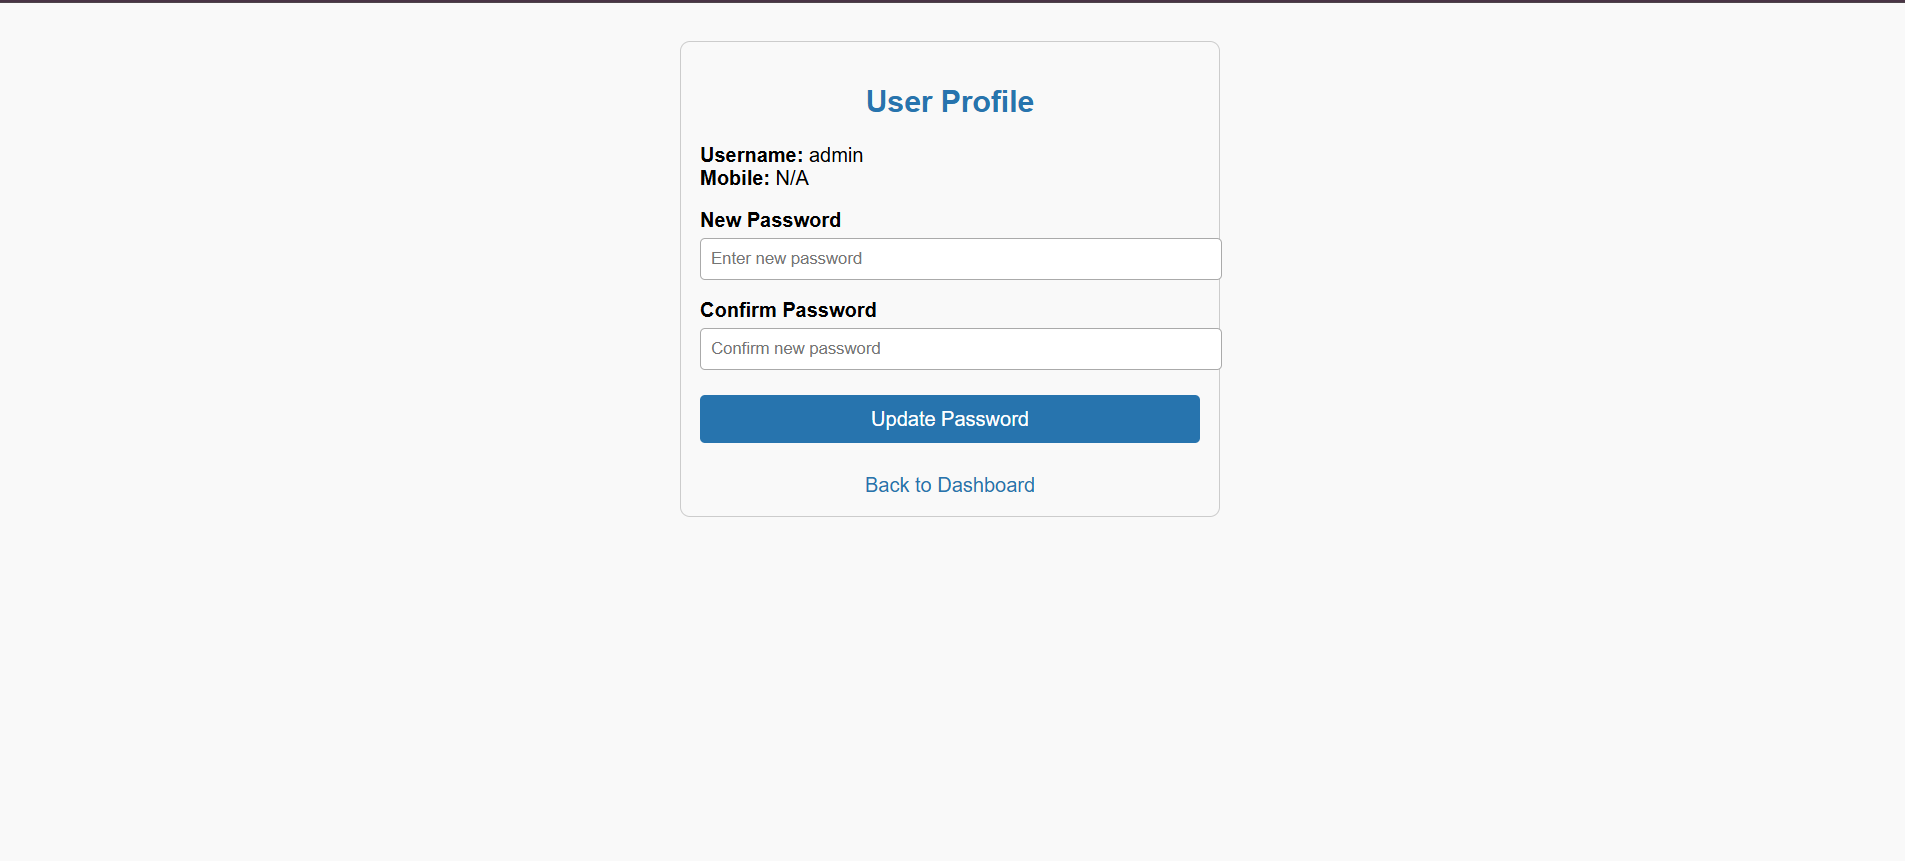 User Profile
Username: admin
Mobile: N/A
New Password
Enter new password
Confirm Password
Confirm new password
Update Password
Back to Dashboard